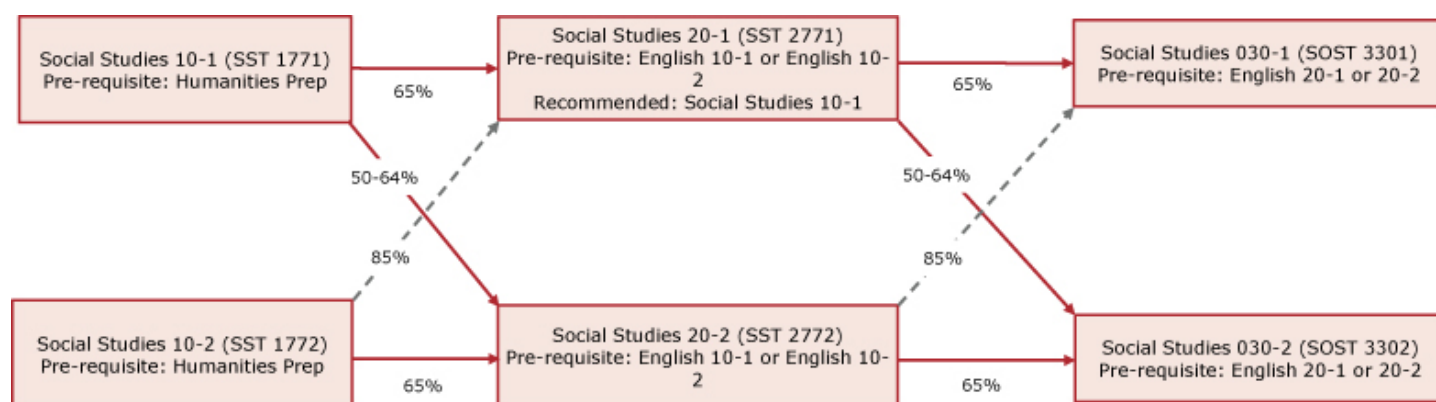 Social Studies 10-1 (SST 1771)
Pre-requisite: Humanities Prep
65%
Social Studies 20-1 (SST 2771)
Pre-requisite: English 10-1 or English 10-
2
Recommended: Social Studies 10-1
65%
Social Studies 030-1 (SOST 3301)
Pre-requisite: English 20-1 or 20-2
50-64%
50-64%
85%
85%
Social Studies 10-2 (SST 1772)
Pre-requisite: Humanities Prep
65%
Social Studies 20-2 (SST 2772)
Pre-requisite: English 10-1 or English 10-
2
65%
Social Studies 030-2 (SOST 3302)
Pre-requisite: English 20-1 or 20-2